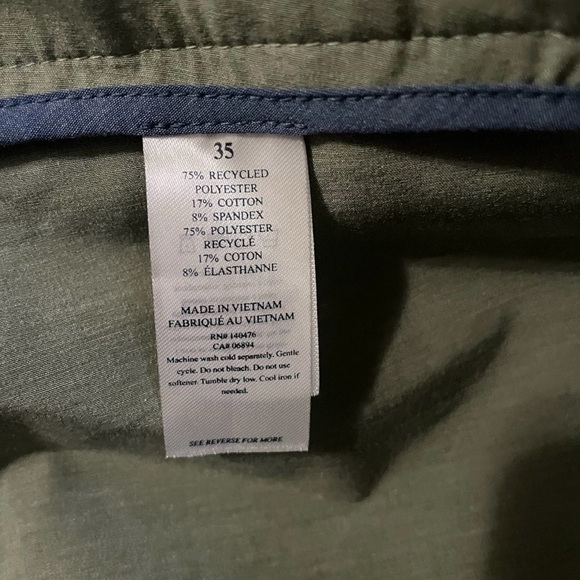 35
75% RECYCLED
POLYESTER
17% COTTON
8% SPANDEX
75% POLYESTER
RECYCLÉ
17% COTON
8% ÉLASTHANNE
MADE IN VIETNAM
FABRIQUÉ AU VIETNAM
RN# 140476
CA# 06894
Machine wash cold separately. Gentle
cycle. Do not bleach. Do not use
softener. Tumble dry low. Cool iron if
needed.
SEE REVERSE FOR MORE